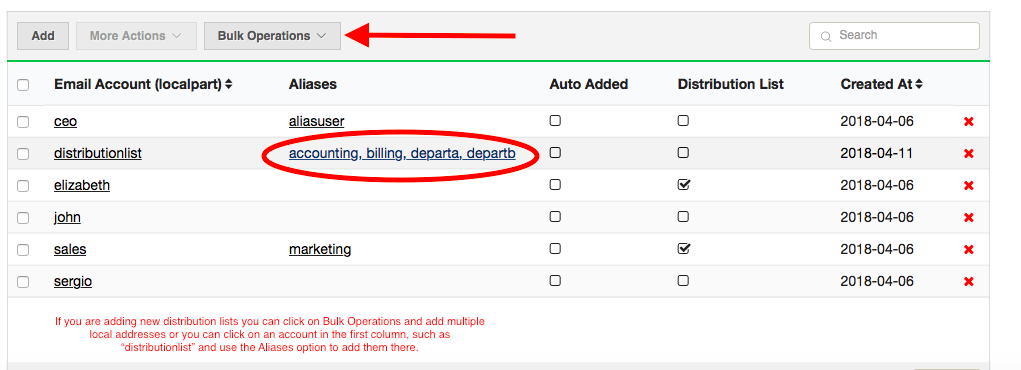 Add More Actions Bulk Operations Search
Email Account (localpart) Aliases Auto Added Distribution List Created At
ceo aliasuser 2018-04-06
distributionlist accounting, billing, departa, departb 2018-04-11
elizabeth 2018-04-06
john 2018-04-06
sales marketing 2018-04-06
sergio 2018-04-06
If you are adding new distribution lists you can click on Bulk Operations and add multiple
local addresses or you can click on an account in the first column, such as
“distributionlist” and use the Aliases option to add them there.